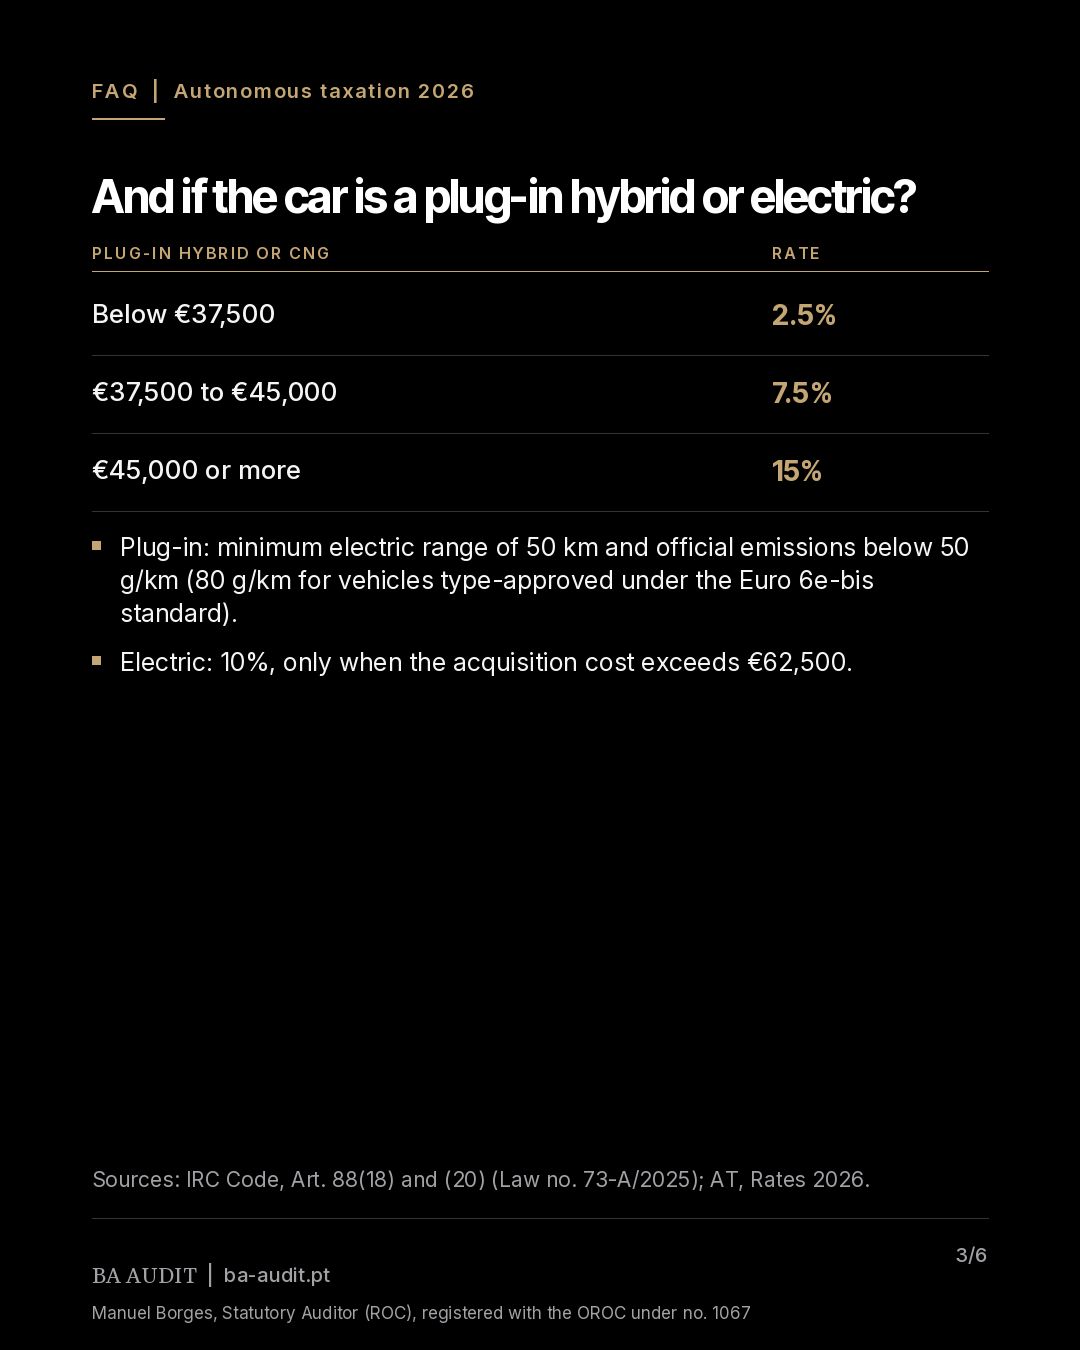 FAQ | Autonomous taxation 2026
And if the car is a plug-in hybrid or electric?
PLUG-IN HYBRID OR CNG RATE
Below €37,500 2.5%
€37,500 to €45,000 7.5%
€45,000 or more 15%
Plug-in: minimum electric range of 50 km and official emissions below 50
g/km (80 g/km for vehicles type-approved under the Euro 6e-bis
standard).
Electric: 10%, only when the acquisition cost exceeds €62,500.
Sources: IRC Code, Art. 88(18) and (20) (Law no. 73-A/2025); AT, Rates 2026.
3/6
BA AUDIT | ba-audit.pt
Manuel Borges, Statutory Auditor (ROC), registered with the OROC under no. 1067